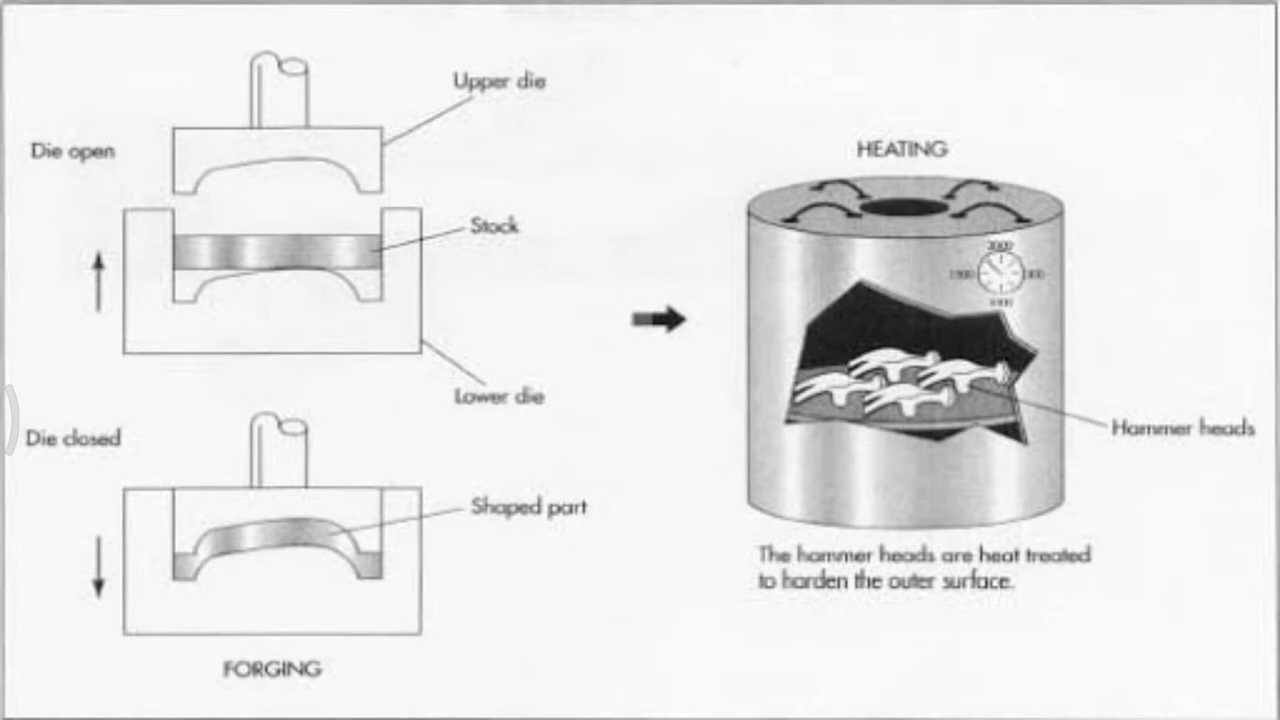 Upper die
Die open
Stock
Lower die
Die closed
Shaped part
FORGING
HEATING
Hammer heads
The hammer heads are heat treated
to harden the outer surface.